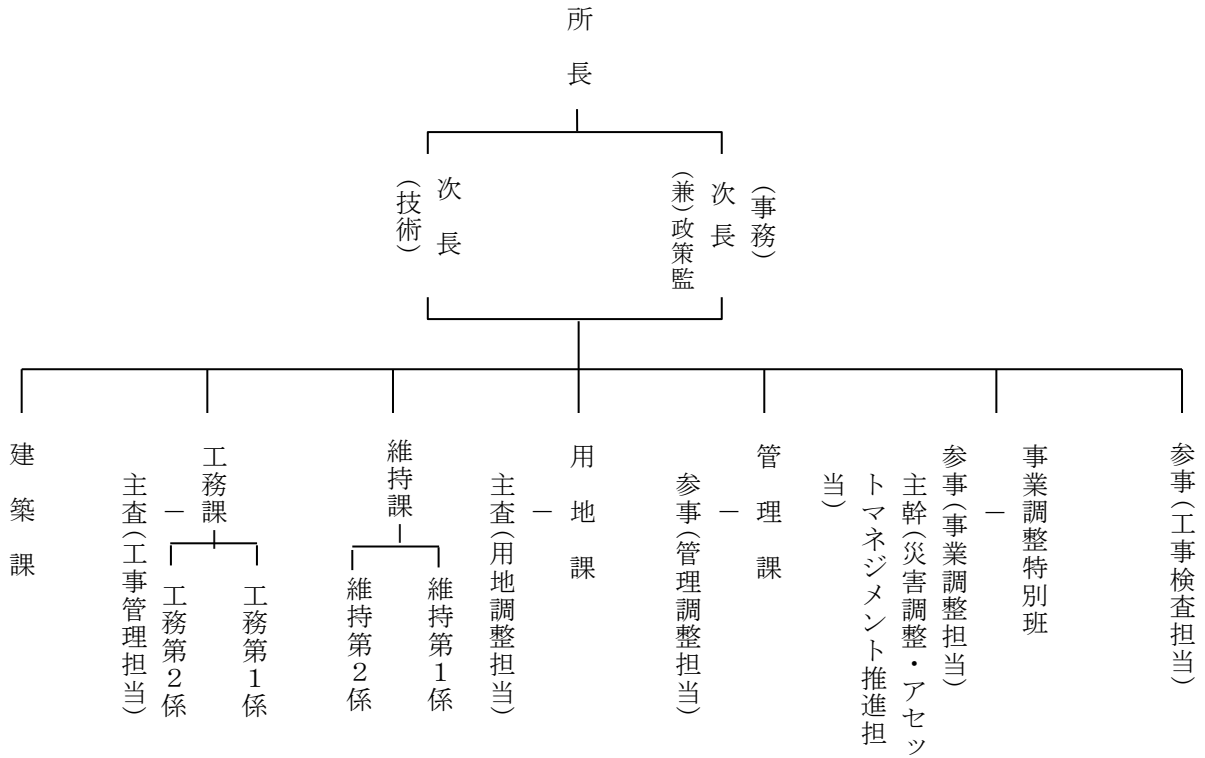 所長
(事務)
次長
(兼)政策監
次長
(技術)
参事(工事検査担当)
事業調整特別班
―
参事(事業調整担当)
主幹(災害調整・アセッ
トマネジメント推進担
当)
管理課
―
参事(管理調整担当)
用地課
―
主査(用地調整担当)
維持課
維持第1係
維持第2係
工務課
工務第1係
工務第2係
―
主査(工事管理担当)
建築課